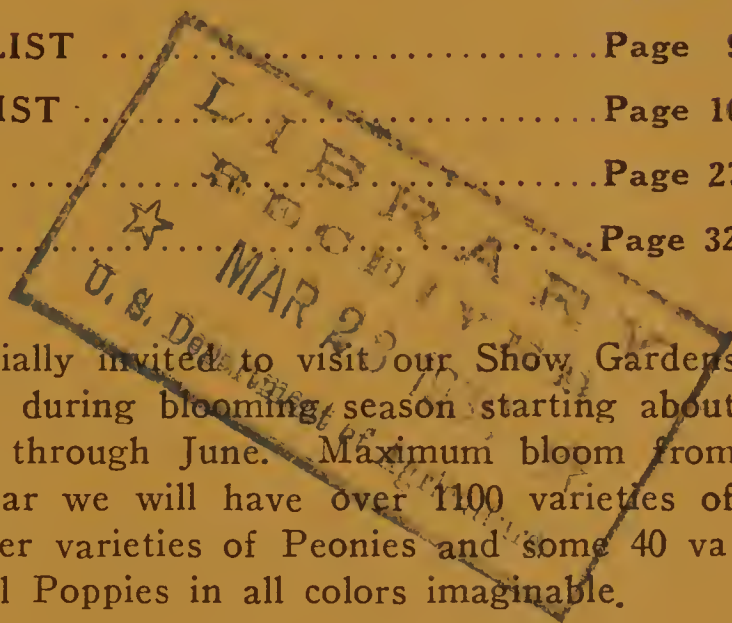 LIST .................................Page 9
IST ...................................Page 10
......................................Page 27
......................................Page 32
LIBRARY
RECEIVED
☆ MAR 23 19
U. S. Department of Agriculture
ially invited to visit our Show Gardens
during blooming season starting about
through June. Maximum bloom from
ar we will have over 1100 varieties of
er varieties of Peonies and some 40 va
l Poppies in all colors imaginable.